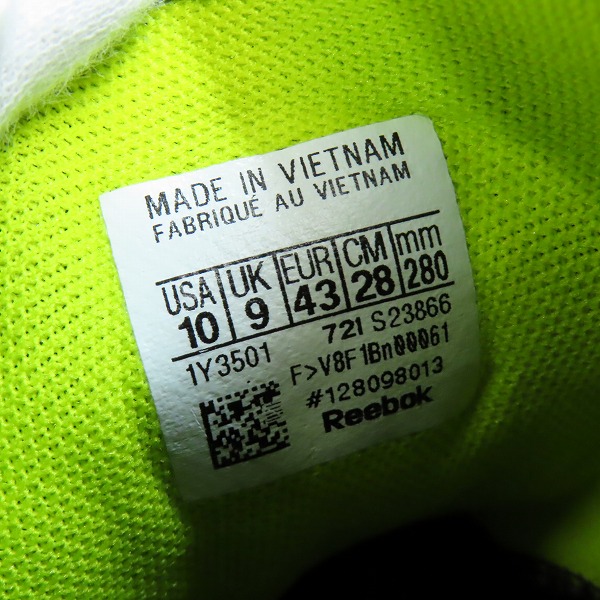 MADE IN VIETNAM
FABRIQUÉ AU VIETNAM
USA UK EUR CM mm
10 9 43 28 280
1Y3501 721 S23866
F>V8F1Bn00061
#128098013
Reebok